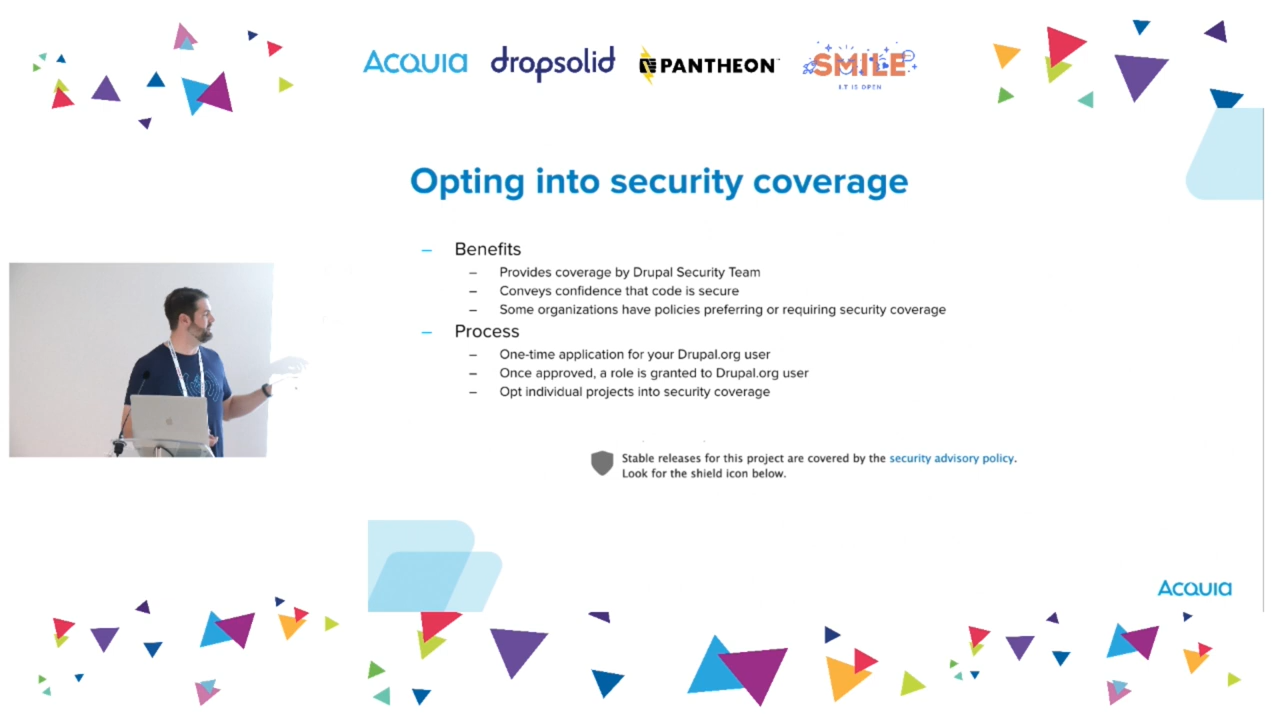 ACQUIA
dropsolid
PANTHEON
SMILE
I.T IS OPEN
Opting into security coverage
– Benefits
– Provides coverage by Drupal Security Team
– Conveys confidence that code is secure
– Some organizations have policies preferring or requiring security coverage
– Process
– One-time application for your Drupal.org user
– Once approved, a role is granted to Drupal.org user
– Opt individual projects into security coverage
Stable releases for this project are covered by the security advisory policy.
Look for the shield icon below.
ACQUIA